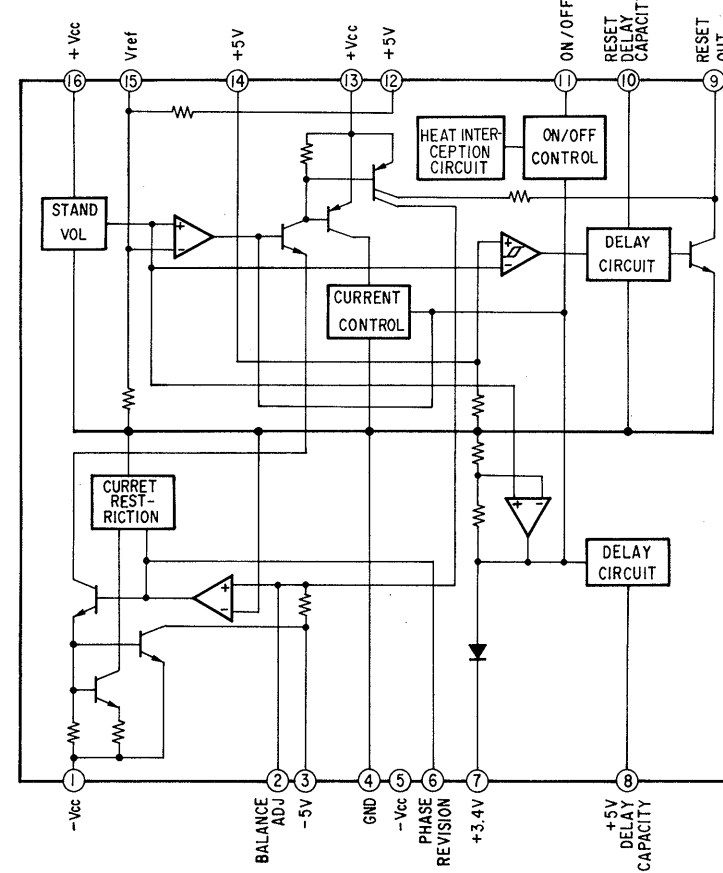 +Vcc
Vref
+5V
+Vcc
+5V
ON/OFF
RESET
DELAY
CAPACITY
RESET
OUT
16
15
14
13
12
11
10
9
HEAT INTER-
CEPTION
CIRCUIT
ON/OFF
CONTROL
STAND
VOL
+
-
+
-
DELAY
CIRCUIT
CURRENT
CONTROL
CURRET
REST-
RICTION
+ -
DELAY
CIRCUIT
+
-
1
2
3
4
5
6
7
8
-Vcc
BALANCE
ADJ
-5V
GND
-Vcc
PHASE
REVISION
+3.4V
+5V
DELAY
CAPACITY